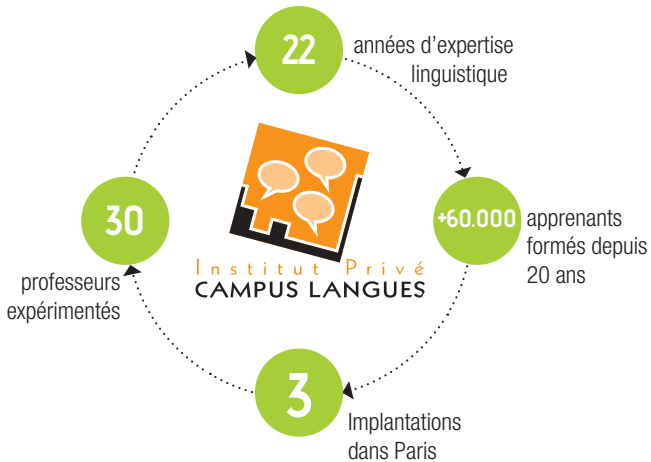 22
années d'expertise
linguistique
+60.000
apprenants
formés depuis
20 ans
3
Implantations
dans Paris
30
professeurs
expérimentés
Institut Privé
CAMPUS LANGUES